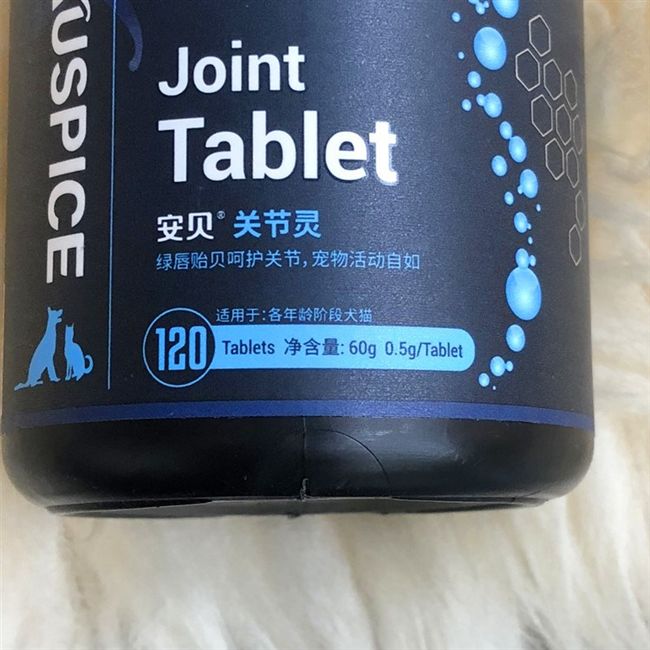 USPICE
Joint
Tablet
安贝® 关节灵
绿唇贻贝呵护关节,宠物活动自如
适用于:各年龄阶段犬猫
120 Tablets 净含量: 60g 0.5g/Tablet